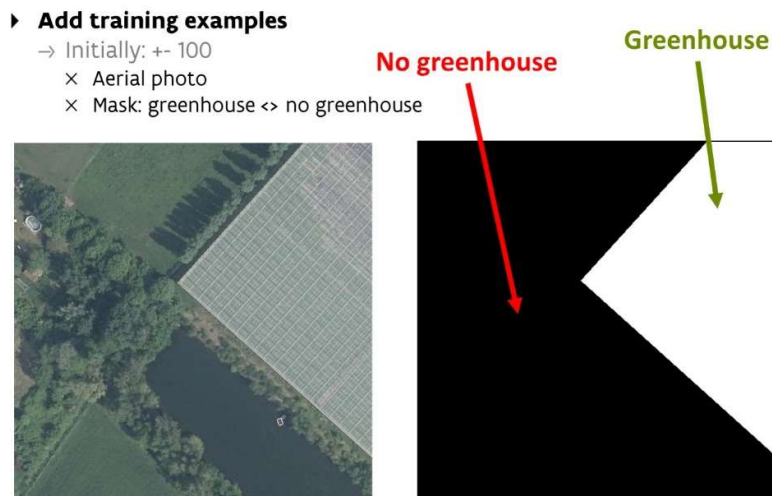 Add training examples
→ Initially: +- 100
× Aerial photo
× Mask: greenhouse <> no greenhouse
No greenhouse
Greenhouse